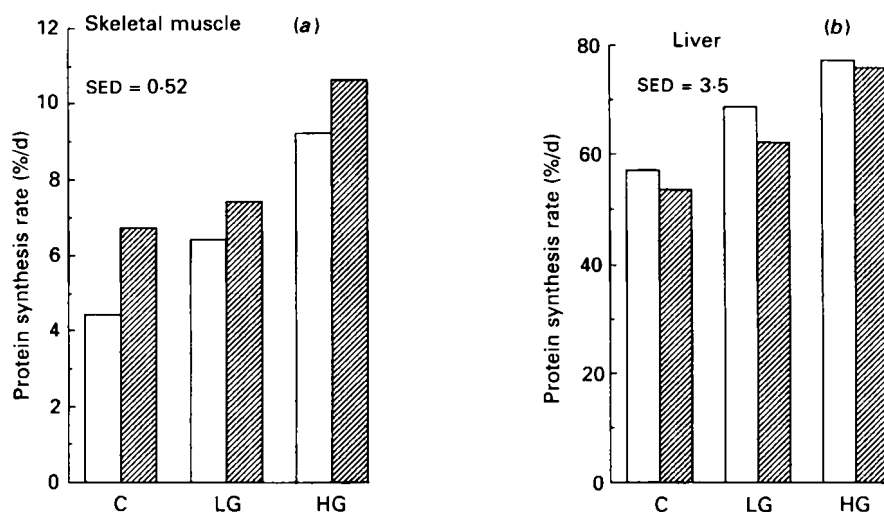 Skeletal muscle (a)
SED = 0·52
Protein synthesis rate (%/d)
12
10
8
6
4
2
0
C LG HG
Liver (b)
SED = 3·5
Protein synthesis rate (%/d)
80
60
40
20
0
C LG HG